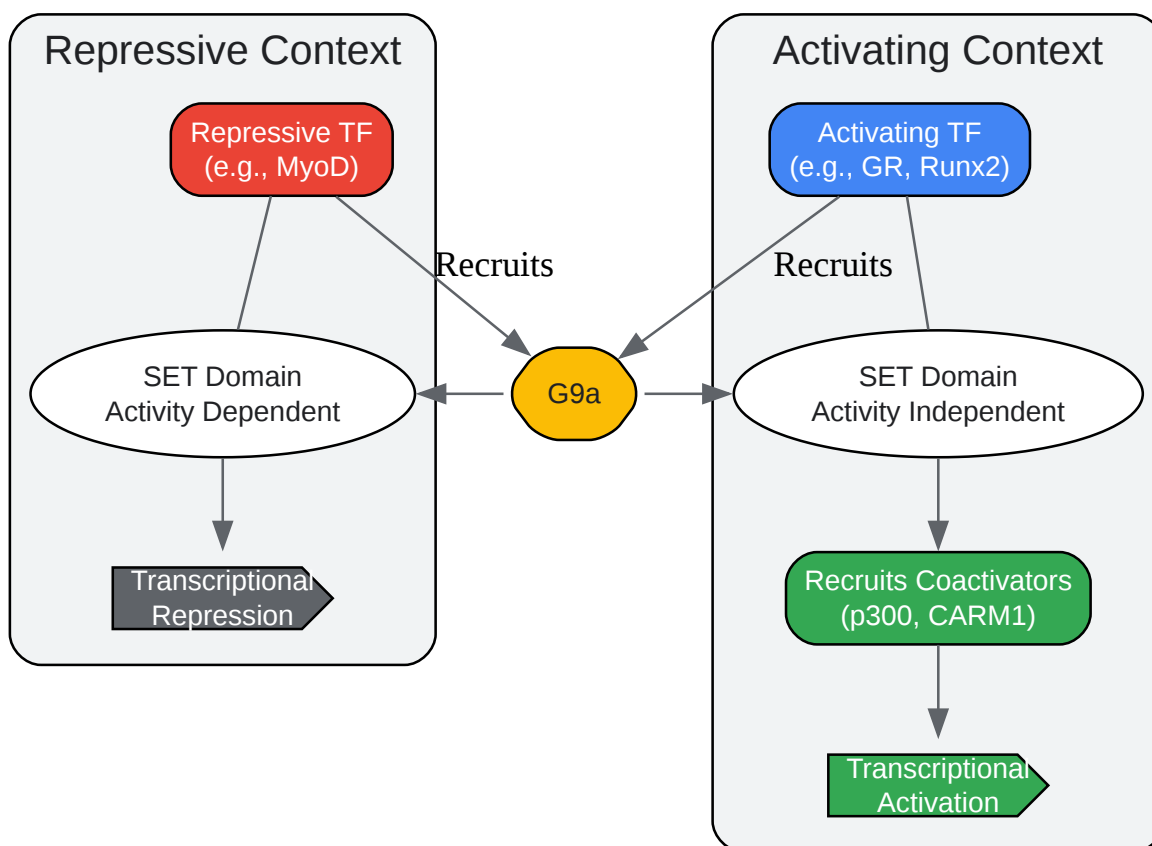 Repressive Context
Repressive TF
(e.g., MyoD)
Recruits
SET Domain
Activity Dependent
Transcriptional
Repression
G9a
Activating Context
Activating TF
(e.g., GR, Runx2)
Recruits
SET Domain
Activity Independent
Recruits Coactivators
(p300, CARM1)
Transcriptional
Activation